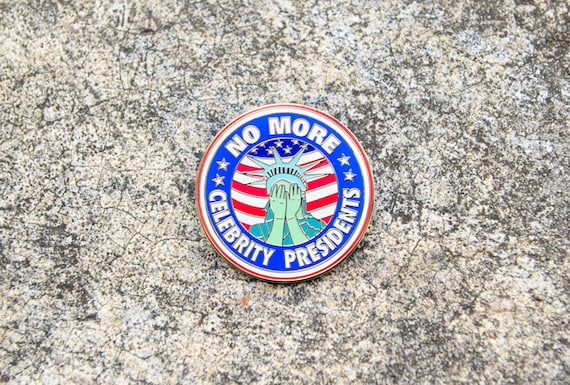 NO MORE
CELEBRITY PRESIDENTS